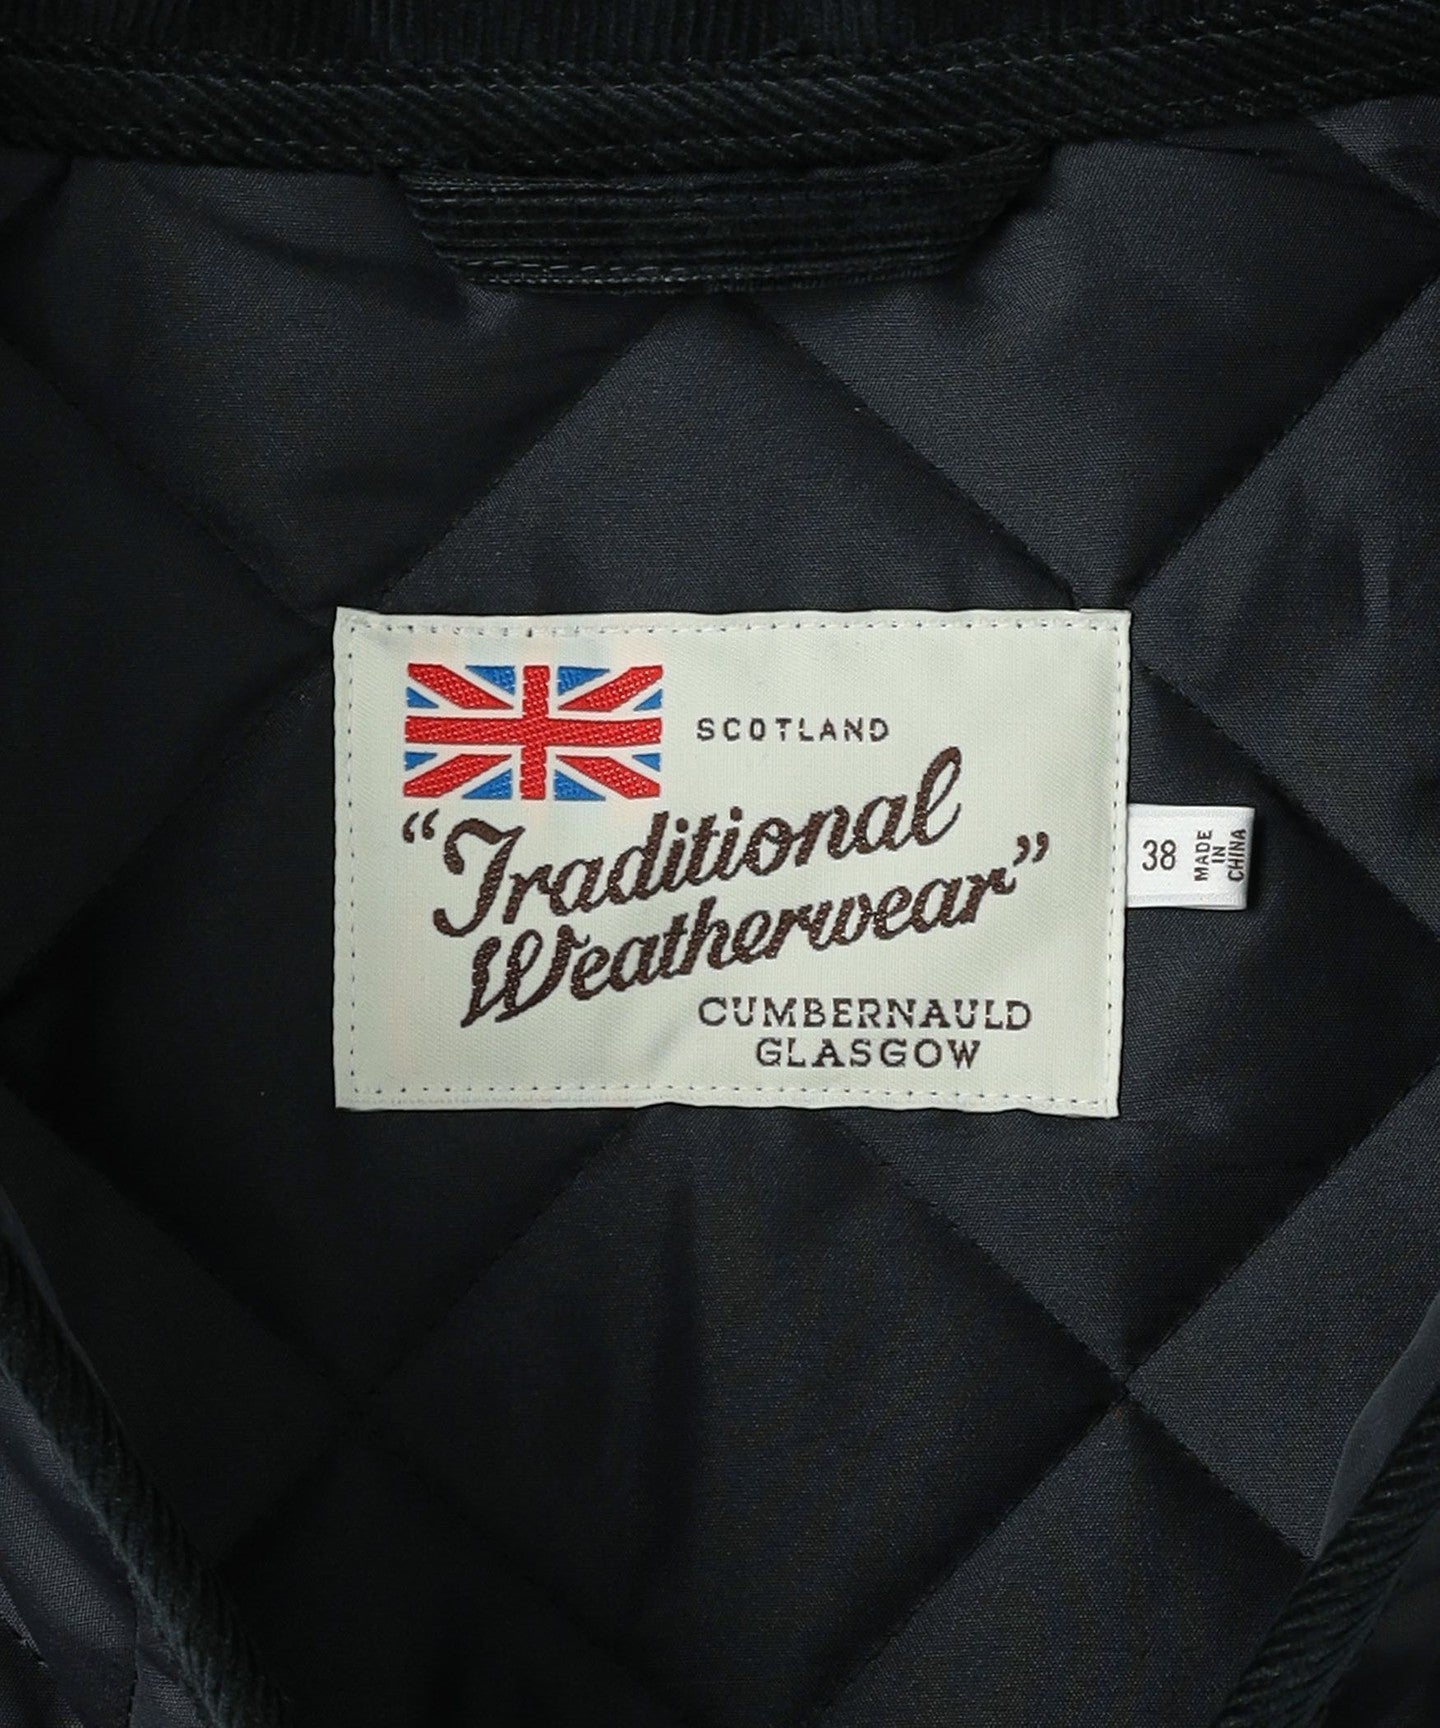 SCOTLAND
“Traditional
Weatherwear”
CUMBERNAULD
GLASGOW
38
MADE
IN
CHINA